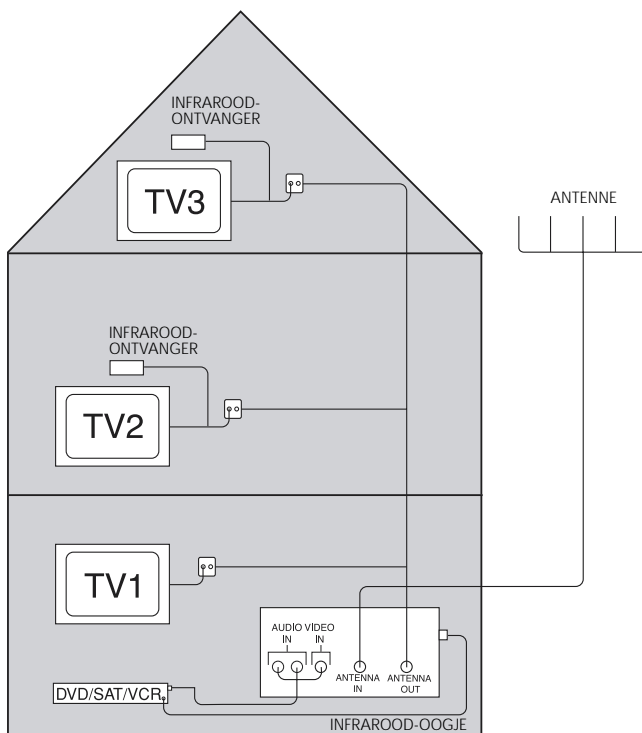 INFRAROOD-
ONTVANGER
TV3
ANTENNE
INFRAROOD-
ONTVANGER
TV2
TV1
AUDIO VIDEO
IN IN
ANTENNA
IN
ANTENNA
OUT
DVD/SAT/VCR
INFRAROOD-OOGJE